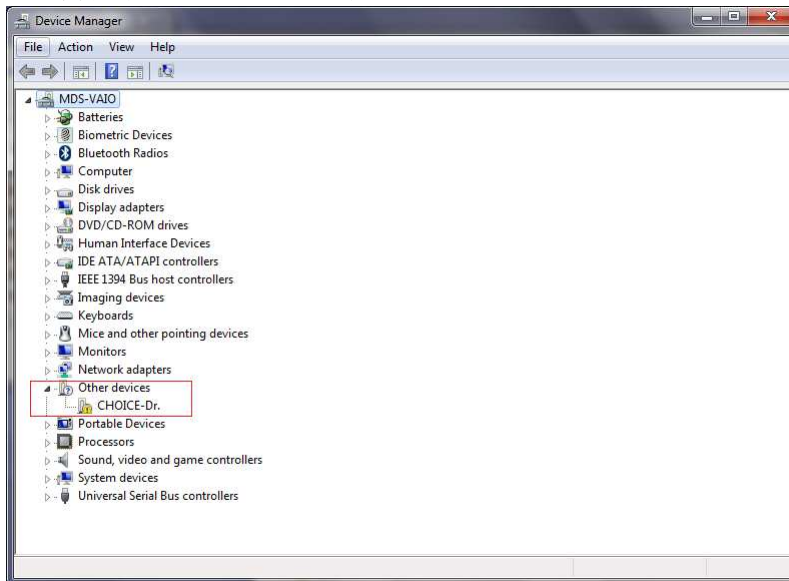 Device Manager
File Action View Help
MDS-VAIO
Batteries
Biometric Devices
Bluetooth Radios
Computer
Disk drives
Display adapters
DVD/CD-ROM drives
Human Interface Devices
IDE ATA/ATAPI controllers
IEEE 1394 Bus host controllers
Imaging devices
Keyboards
Mice and other pointing devices
Monitors
Network adapters
Other devices
CHOICE-Dr.
Portable Devices
Processors
Sound, video and game controllers
System devices
Universal Serial Bus controllers